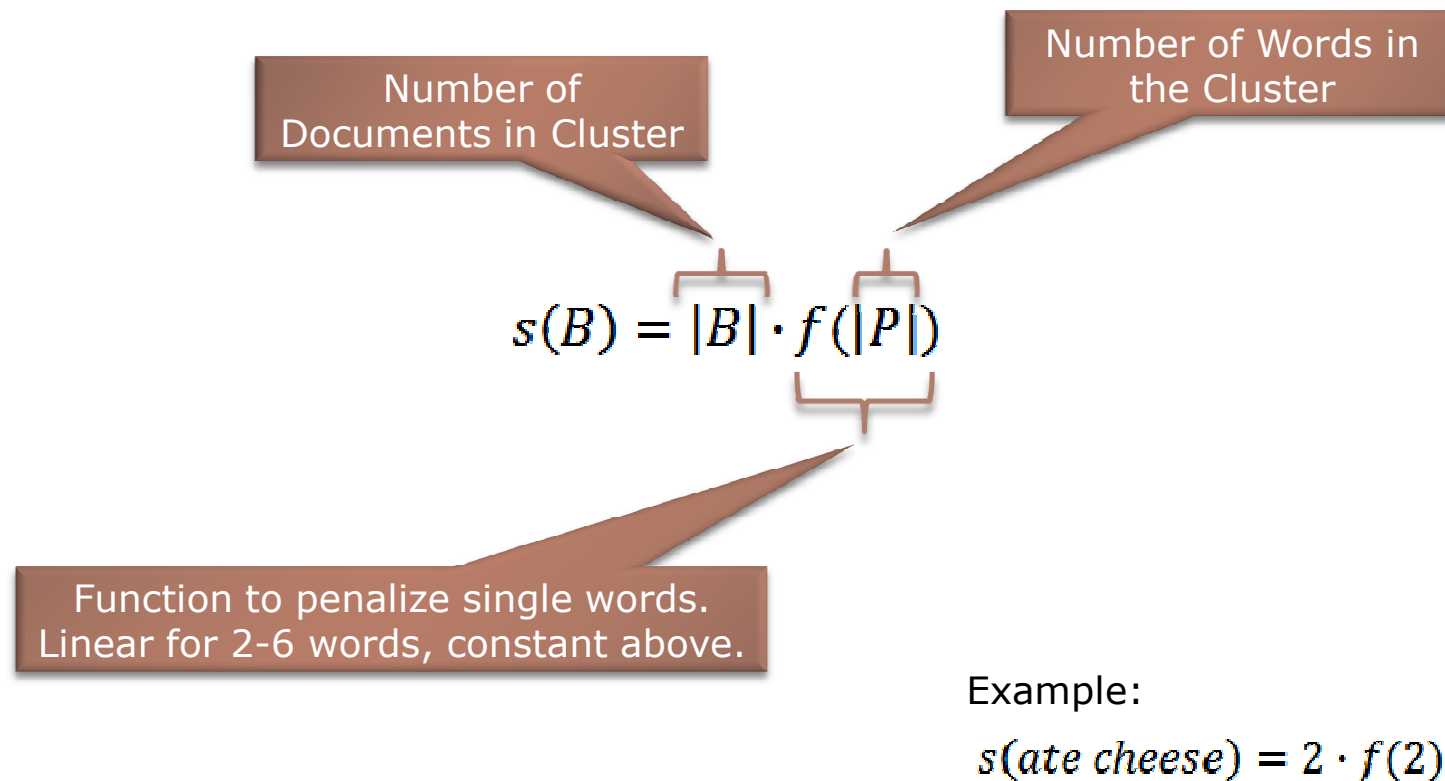 Number of
Documents in Cluster
Number of Words in
the Cluster
s(B) = |B| · f(|P|)
Function to penalize single words.
Linear for 2-6 words, constant above.
Example:
s(ate cheese) = 2 · f(2)